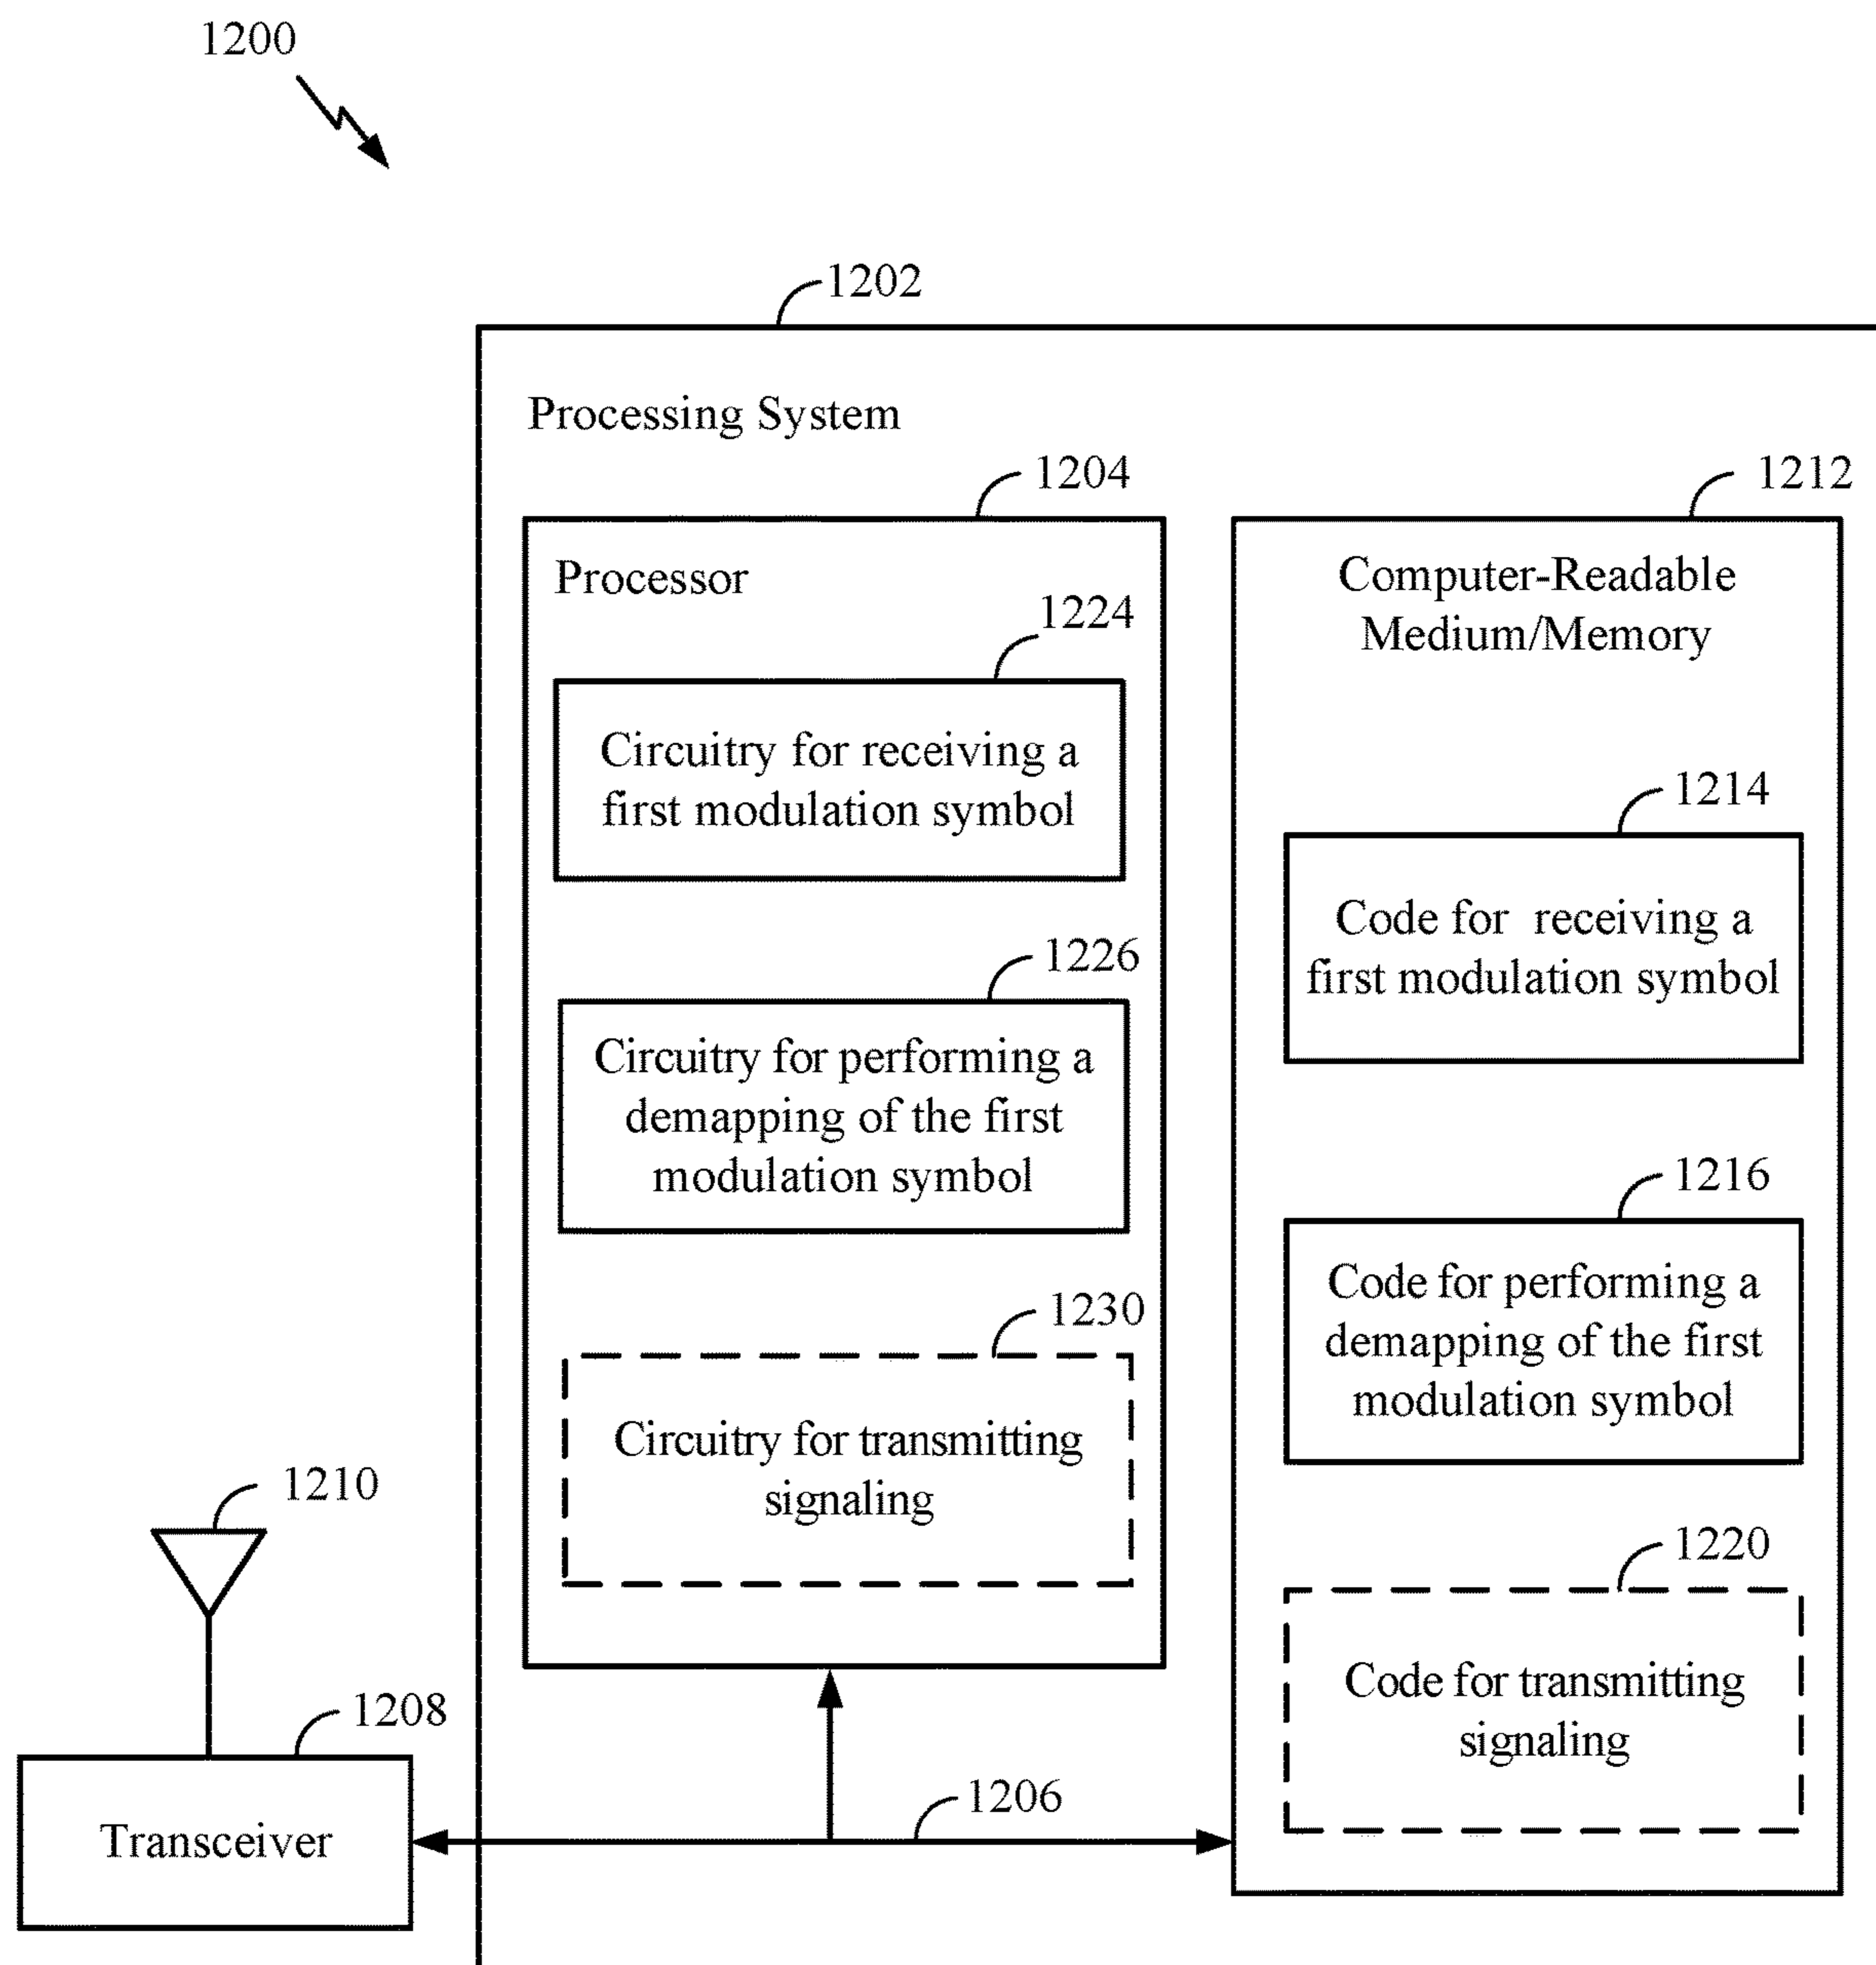 1200
1202
Processing System
1204
Processor
1224
Circuitry for receiving a
first modulation symbol
1226
Circuitry for performing a
demapping of the first
modulation symbol
1230
Circuitry for transmitting
signaling
1212
Computer-Readable
Medium/Memory
1214
Code for receiving a
first modulation symbol
1216
Code for performing a
demapping of the first
modulation symbol
1220
Code for transmitting
signaling
1210
1208
Transceiver
1206